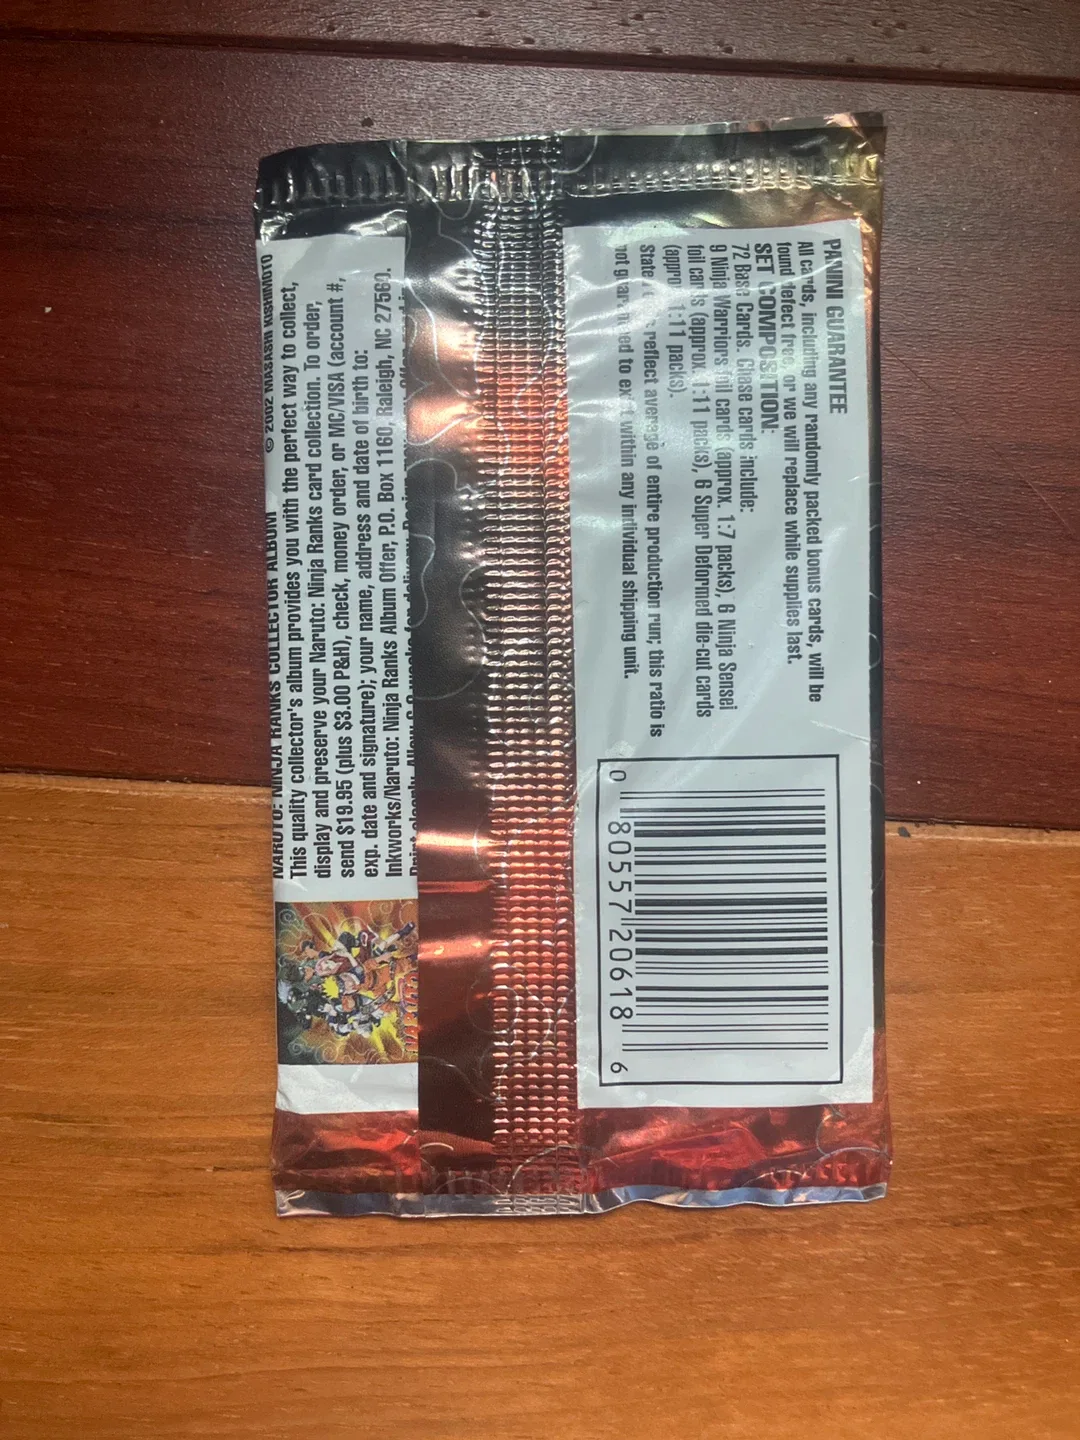 PANINI GUARANTEE
All cards, including any randomly packed bonus cards, will be
found defect free, or we will replace while supplies last.
SET COMPOSITION:
72 Base Cards. Chase cards include:
9 Ninja Warriors foil cards (approx. 1:7 packs), 6 Ninja Sensei
foil cards (approx. 1:11 packs), 6 Super Deformed die-cut cards
(approx. 1:11 packs).
reflect average of entire production run; this ratio is
not guaranteed to exist within any individual shipping unit.
0 80557 20618 6
NARUTO: NINJA RANKS COLLECTOR ALBUM © 2002 MASASHI KISHIMOTO
This quality collector's album provides you with the perfect way to collect,
display and preserve your Naruto: Ninja Ranks card collection. To order,
send $19.95 (plus $3.00 P&H), check, money order, or MC/VISA (account #,
exp. date and signature); your name, address and date of birth to:
Inkworks/Naruto: Ninja Ranks Album Offer, P.O. Box 1160, Raleigh, NC 27560.
Print clearly. Allow weeks for delivery.
NARUTO